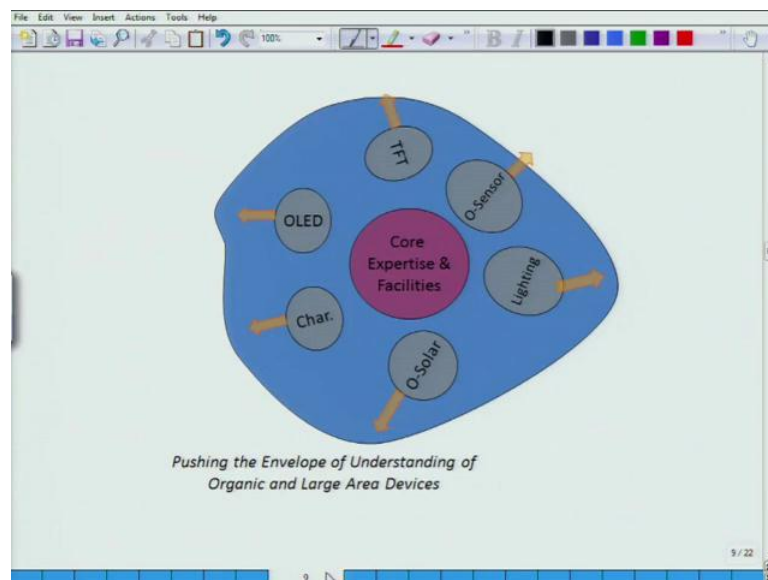 File Edit View Insert Actions Tools Help
100%
B I
TFT
O-Sensor
OLED
Core
Expertise &
Facilities
Lighting
Char.
O-Solar
Pushing the Envelope of Understanding of
Organic and Large Area Devices
9 / 22
9